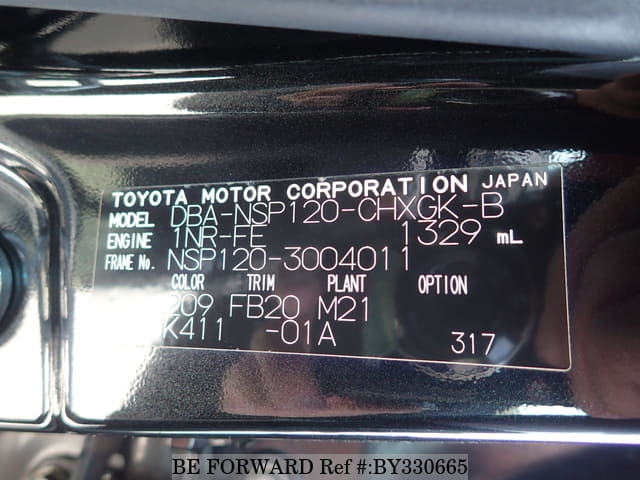 TOYOTA MOTOR CORPORATION JAPAN
MODEL DBA-NSP120-CHXGK-B
ENGINE 1NR-FE 1329 mL
FRAME No. NSP120-3004011
COLOR TRIM PLANT OPTION
209 FB20 M21
K411 -01A 317
BE FORWARD Ref #:BY330665